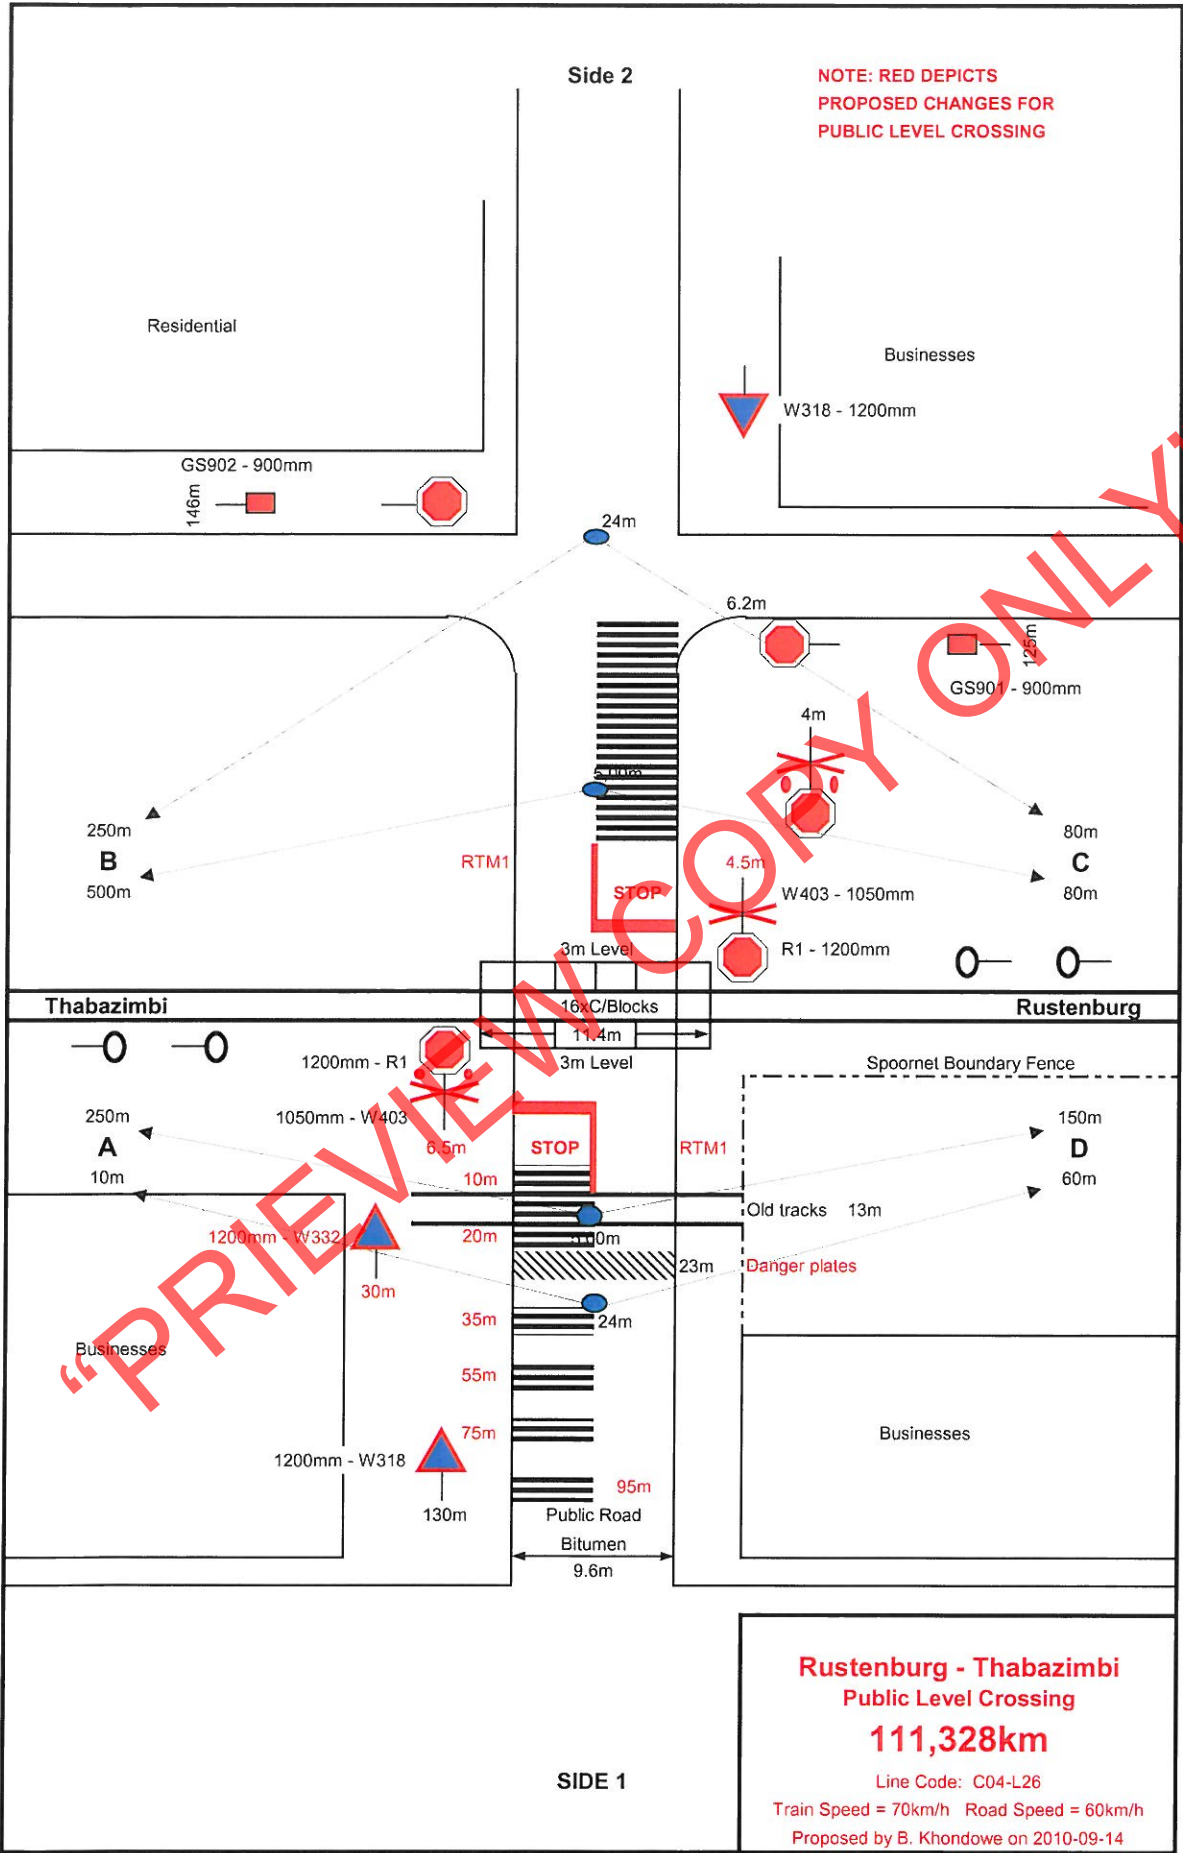 Side 2
NOTE: RED DEPICTS
PROPOSED CHANGES FOR
PUBLIC LEVEL CROSSING
Residential
Businesses
W318 - 1200mm
GS902 - 900mm
146m
24m
6.2m
125m
GS901 - 900mm
4m
5.00m
250m
B
500m
80m
C
80m
RTM1
STOP
4.5m
W403 - 1050mm
R1 - 1200mm
3m Level
Thabazimbi
16xC/Blocks
Rustenburg
11.4m
3m Level
1200mm - R1
Spoornet Boundary Fence
1050mm - W403
6.5m
250m
A
10m
STOP
RTM1
150m
D
60m
10m
Old tracks 13m
1200mm - W332
20m
5.00m
23m
Danger plates
30m
35m
24m
Businesses
55m
75m
Businesses
1200mm - W318
95m
130m
Public Road
Bitumen
9.6m
Rustenburg - Thabazimbi
Public Level Crossing
111,328km
Line Code: C04-L26
Train Speed = 70km/h Road Speed = 60km/h
Proposed by B. Khondowe on 2010-09-14
SIDE 1
“PRIEVIEW COPY ONLY”